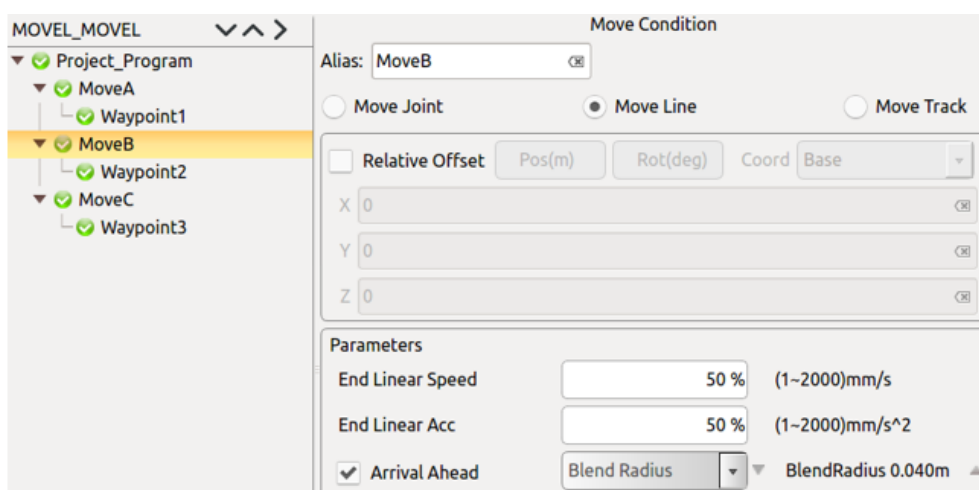 MOVEL_MOVEL
Project_Program
MoveA
Waypoint1
MoveB
Waypoint2
MoveC
Waypoint3
Move Condition
Alias: MoveB
Move Joint Move Line Move Track
Relative Offset Pos(m) Rot(deg) Coord Base
X 0
Y 0
Z 0
Parameters
End Linear Speed 50 % (1~2000)mm/s
End Linear Acc 50 % (1~2000)mm/s^2
Arrival Ahead Blend Radius BlendRadius 0.040m